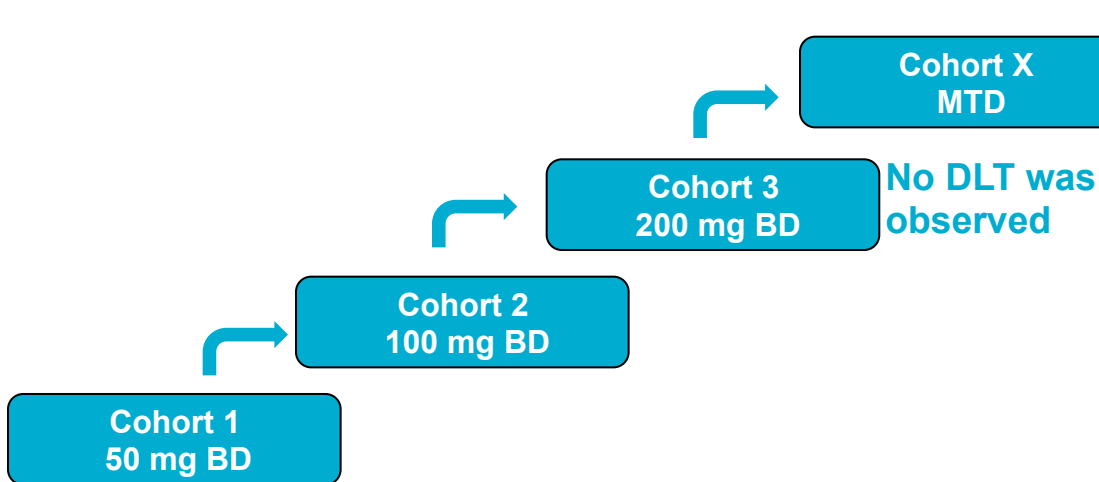 Cohort X
MTD
Cohort 3
200 mg BD
No DLT was
observed
Cohort 2
100 mg BD
Cohort 1
50 mg BD